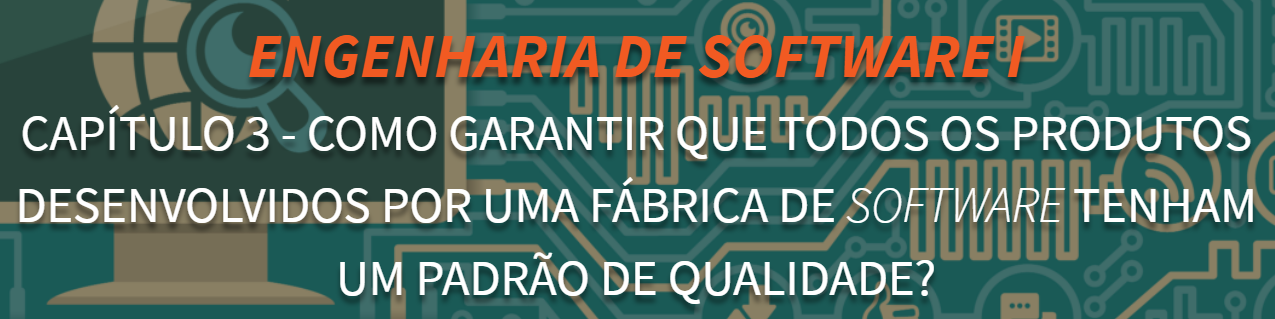 ENGENHARIA DE SOFTWARE I
CAPÍTULO 3 - COMO GARANTIR QUE TODOS OS PRODUTOS
DESENVOLVIDOS POR UMA FÁBRICA DE SOFTWARE TENHAM
UM PADRÃO DE QUALIDADE?